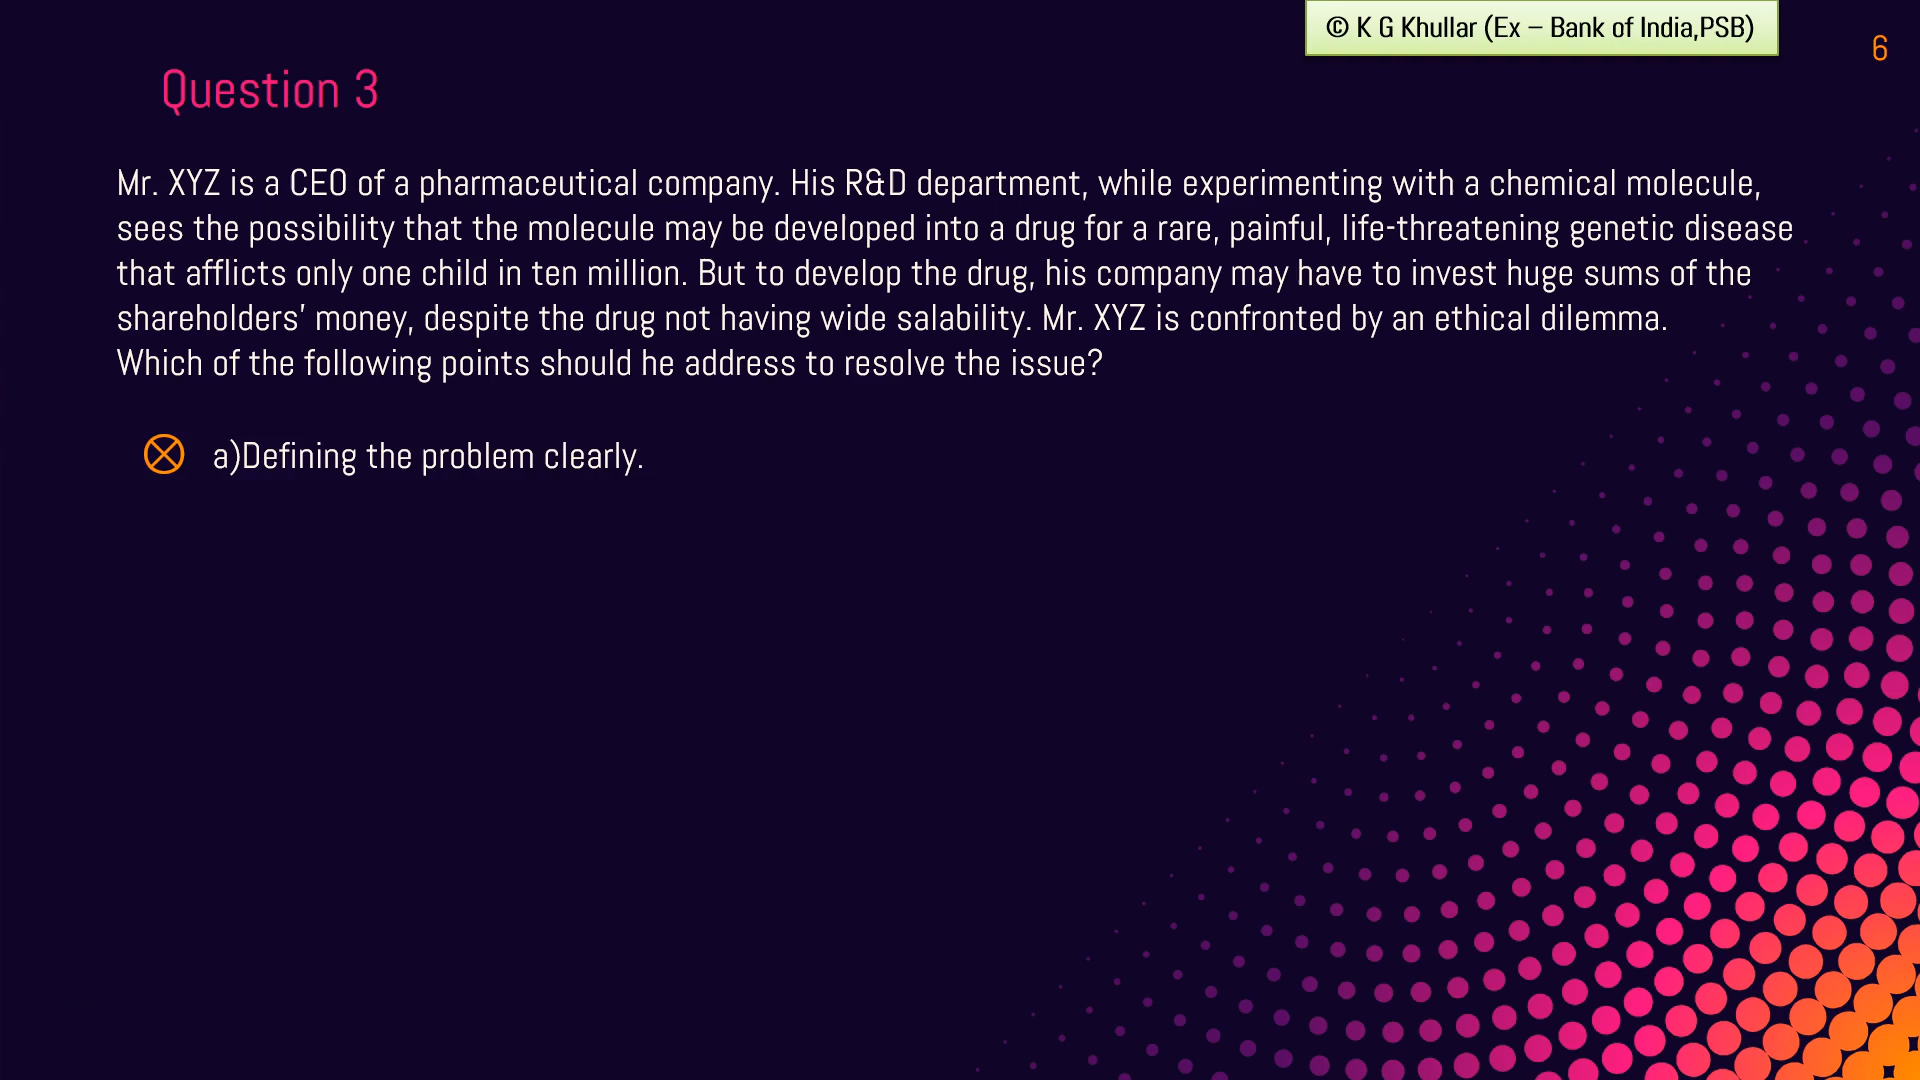 © K G Khullar (Ex – Bank of India,PSB)
6
Question 3
Mr. XYZ is a CEO of a pharmaceutical company. His R&D department, while experimenting with a chemical molecule,
sees the possibility that the molecule may be developed into a drug for a rare, painful, life-threatening genetic disease
that afflicts only one child in ten million. But to develop the drug, his company may have to invest huge sums of the
shareholders’ money, despite the drug not having wide salability. Mr. XYZ is confronted by an ethical dilemma.
Which of the following points should he address to resolve the issue?
a)Defining the problem clearly.